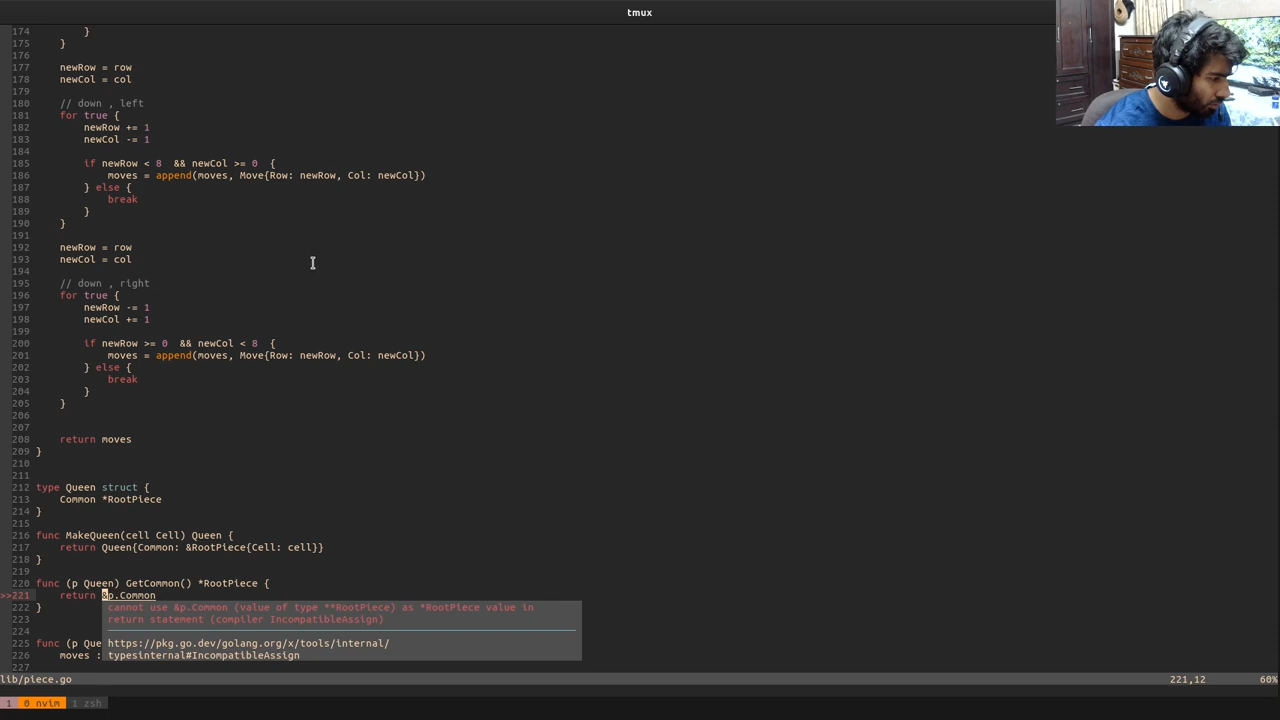 tmux
174         }
175     }
176
177     newRow = row
178     newCol = col
179
180     // down , left
181     for true {
182         newRow += 1
183         newCol -= 1
184
185         if newRow < 8  && newCol >= 0  {
186             moves = append(moves, Move{Row: newRow, Col: newCol})
187         } else {
188             break
189         }
190     }
191
192     newRow = row
193     newCol = col
194
195     // down , right
196     for true {
197         newRow -= 1
198         newCol += 1
199
200         if newRow >= 0  && newCol < 8  {
201             moves = append(moves, Move{Row: newRow, Col: newCol})
202         } else {
203             break
204         }
205     }
206
207
208     return moves
209 }
210
211
212 type Queen struct {
213     Common *RootPiece
214 }
215
216 func MakeQueen(cell Cell) Queen {
217     return Queen{Common: &RootPiece{Cell: cell}}
218 }
219
220 func (p Queen) GetCommon() *RootPiece {
>>221     return &p.Common
222 }  cannot use &p.Common (value of type **RootPiece) as *RootPiece value in
223    return statement (compiler IncompatibleAssign)
224
225 func (p Que  https://pkg.go.dev/golang.org/x/tools/internal/
226     moves :  typesinternal#IncompatibleAssign
227
lib/piece.go  221,12  60%
1  0 nvim  1 zsh